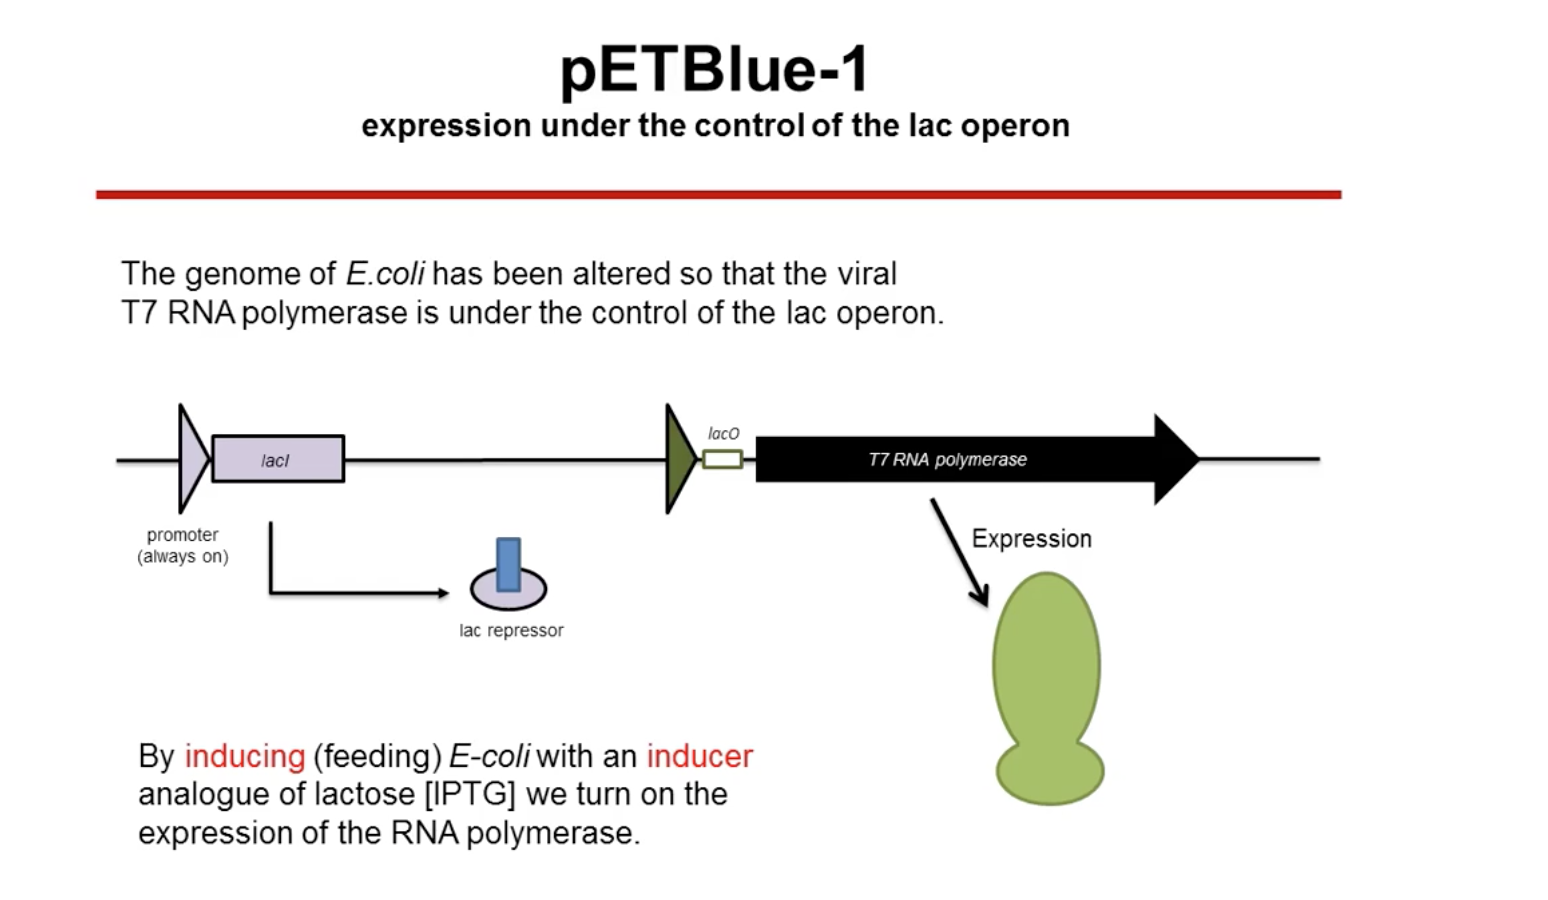 pETBlue-1
expression under the control of the lac operon
The genome of E.coli has been altered so that the viral
T7 RNA polymerase is under the control of the lac operon.
lacI
lacO
T7 RNA polymerase
promoter
(always on)
Expression
lac repressor
By inducing (feeding) E-coli with an inducer
analogue of lactose [IPTG] we turn on the
expression of the RNA polymerase.